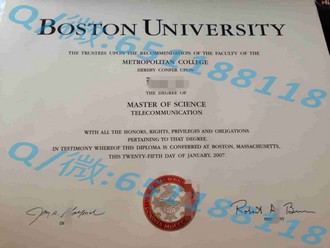 BOSTON UNIVERSITY
THE TRUSTEES UPON THE RECOMMENDATION OF THE FACULTY OF THE
METROPOLITAN COLLEGE
HEREBY CONFER UPON
THE DEGREE OF
MASTER OF SCIENCE
TELECOMMUNICATION
WITH ALL THE HONORS, RIGHTS, PRIVILEGES AND OBLIGATIONS
PERTAINING TO THAT DEGREE.
IN TESTIMONY WHEREOF THIS DIPLOMA IS CONFERRED AT BOSTON, MASSACHUSETTS,
THIS TWENTY-FIFTH DAY OF JANUARY, 2007.